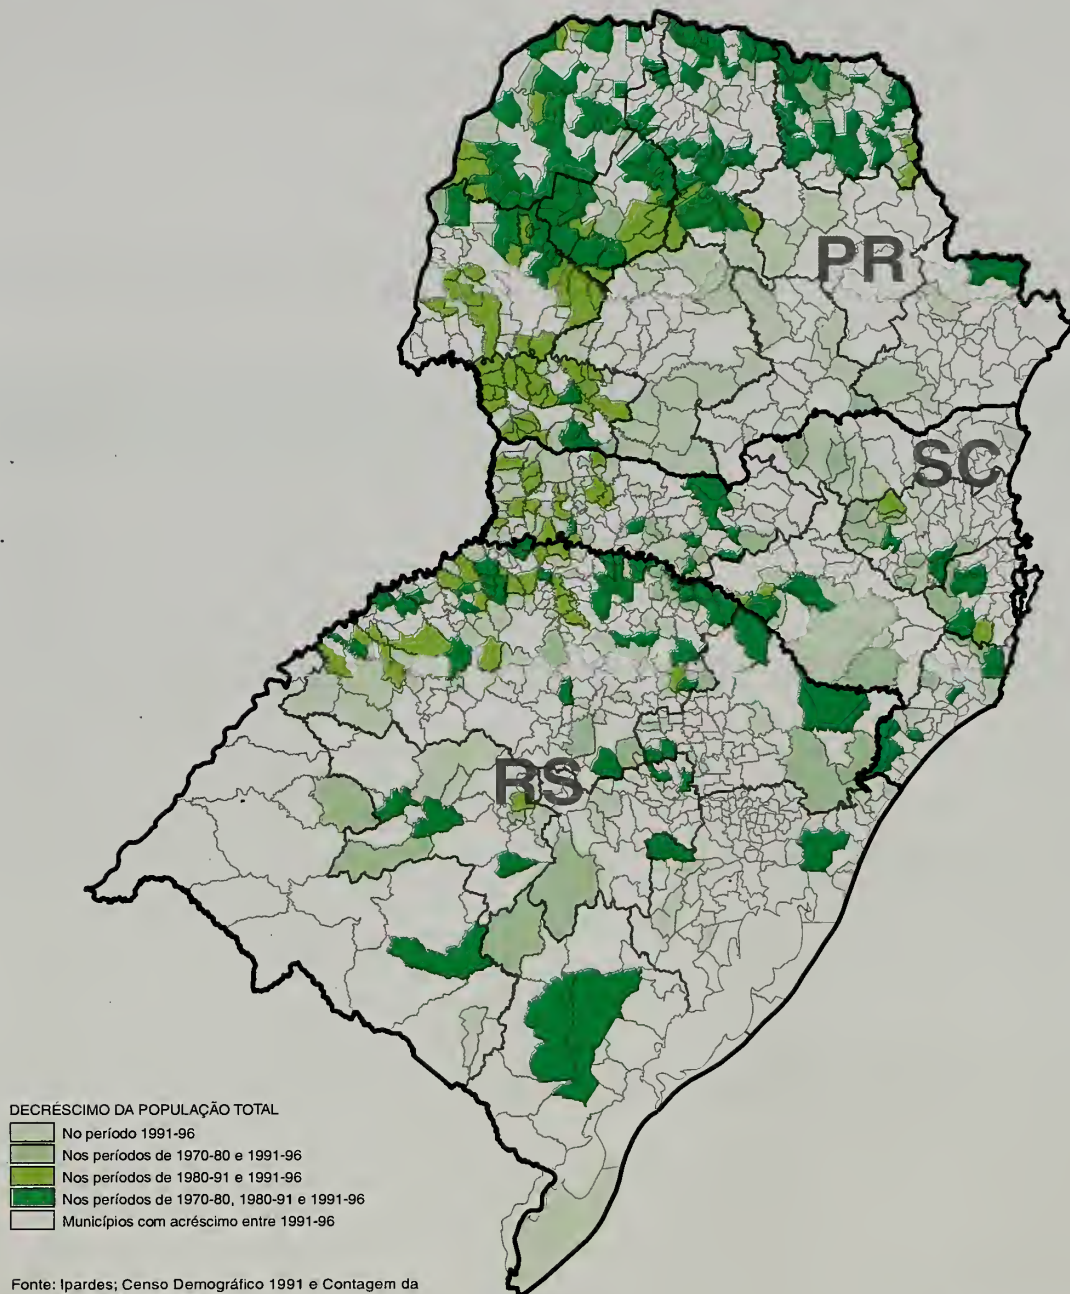 PR
SC
RS
DECRÉSCIMO DA POPULAÇÃO TOTAL
No período 1991-96
Nos períodos de 1970-80 e 1991-96
Nos períodos de 1980-91 e 1991-96
Nos períodos de 1970-80, 1980-91 e 1991-96
Municípios com acréscimo entre 1991-96
Fonte: Ipardes; Censo Demográfico 1991 e Contagem da